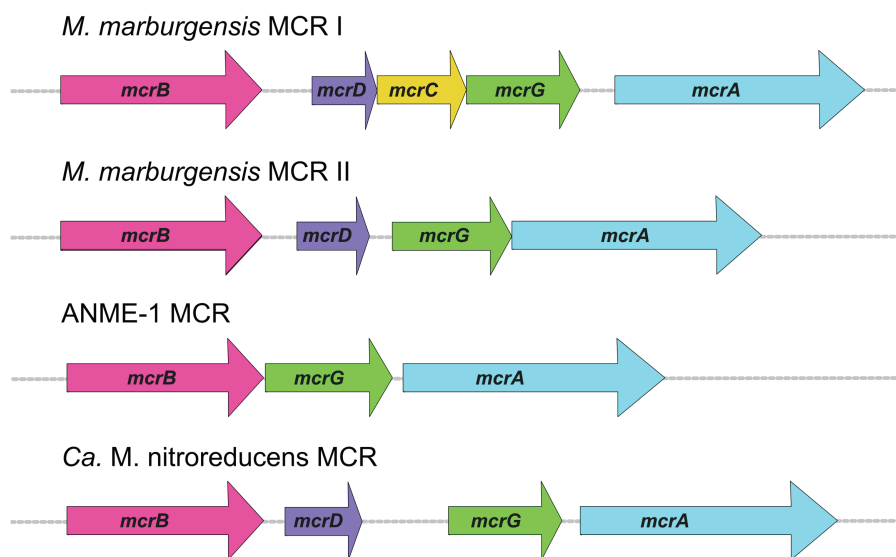 M. marburgensis MCR I
mcrB mcrD mcrC mcrG mcrA
M. marburgensis MCR II
mcrB mcrD mcrG mcrA
ANME-1 MCR
mcrB mcrG mcrA
Ca. M. nitroreducens MCR
mcrB mcrD mcrG mcrA